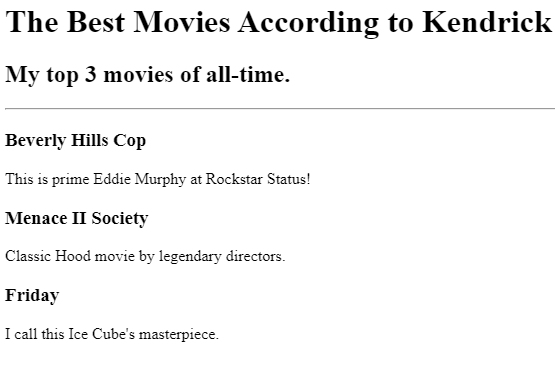 The Best Movies According to Kendrick
My top 3 movies of all-time.
Beverly Hills Cop
This is prime Eddie Murphy at Rockstar Status!
Menace II Society
Classic Hood movie by legendary directors.
Friday
I call this Ice Cube's masterpiece.